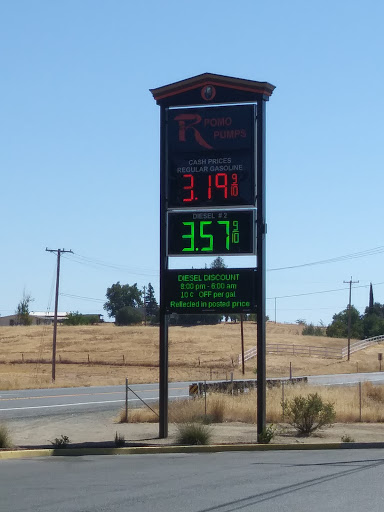 R POMO
PUMPS
CASH PRICES
REGULAR GASOLINE
3.19 9/10
DIESEL #2
3.57 9/10
DIESEL DISCOUNT
8:00 pm - 6:00 am
10¢ OFF per gal
Reflected in posted price